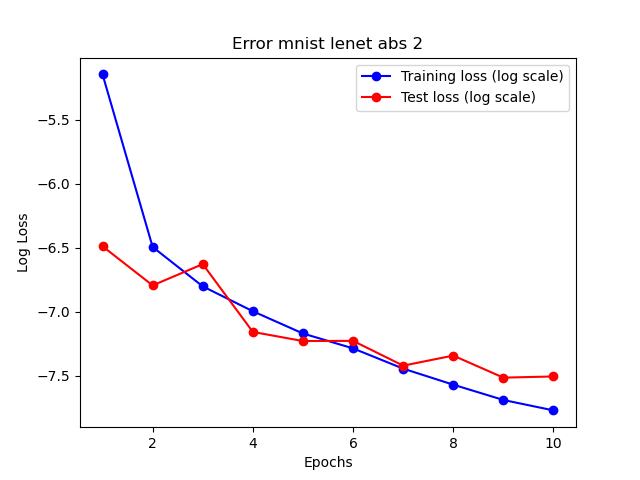 Error mnist lenet abs 2
Training loss (log scale)
Test loss (log scale)
Log Loss
−5.5
−6.0
−6.5
−7.0
−7.5
2
4
6
8
10
Epochs